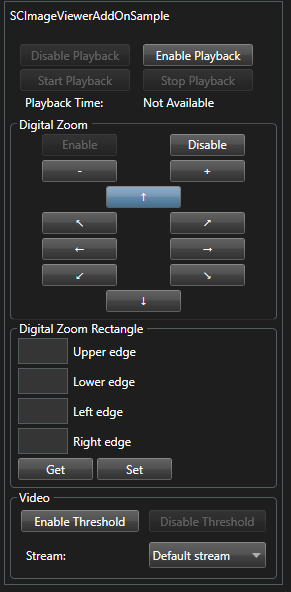 SCImageViewerAddOnSample
Disable Playback Enable Playback
Start Playback Stop Playback
Playback Time: Not Available
Digital Zoom
Enable Disable
- +
↑
↖ ↗
← →
↙ ↘
↓
Digital Zoom Rectangle
Upper edge
Lower edge
Left edge
Right edge
Get Set
Video
Enable Threshold Disable Threshold
Stream: Default stream